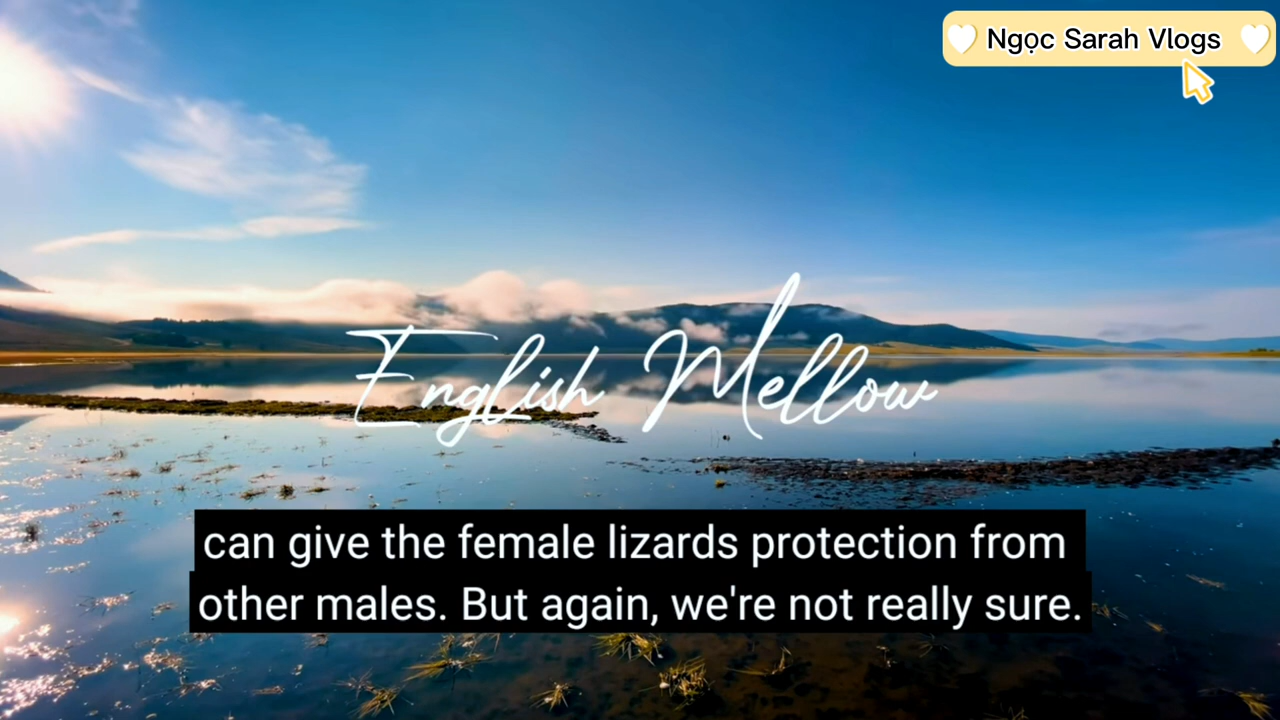 Ngọc Sarah Vlogs
English Mellow
can give the female lizards protection from
other males. But again, we're not really sure.